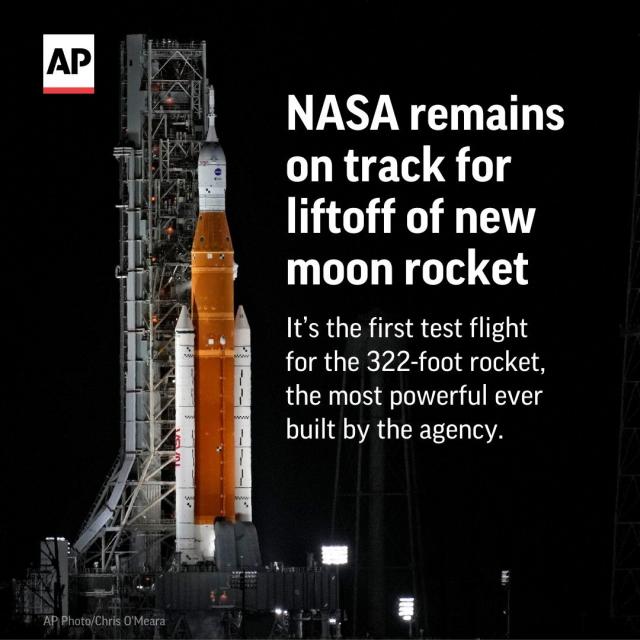 AP
NASA remains
on track for
liftoff of new
moon rocket
It’s the first test flight
for the 322-foot rocket,
the most powerful ever
built by the agency.
NASA
AP Photo/Chris O'Meara